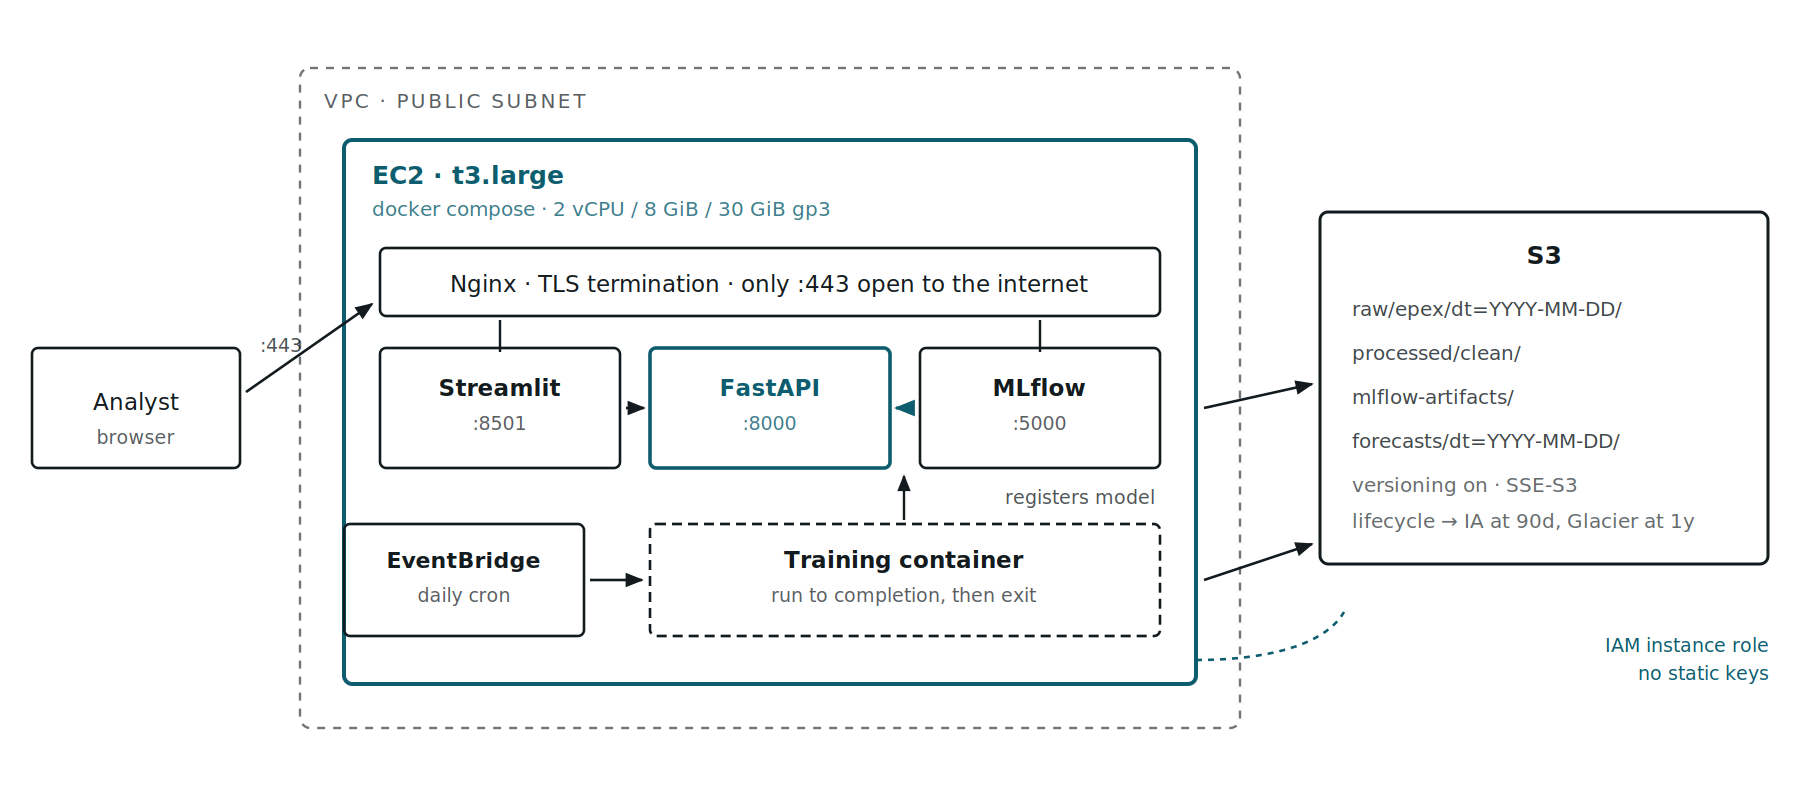 VPC · PUBLIC SUBNET
EC2 · t3.large
docker compose · 2 vCPU / 8 GiB / 30 GiB gp3
Nginx · TLS termination · only :443 open to the internet
:443
Analyst
browser
Streamlit
:8501
FastAPI
:8000
MLflow
:5000
registers model
EventBridge
daily cron
Training container
run to completion, then exit
S3
raw/epex/dt=YYYY-MM-DD/
processed/clean/
mlflow-artifacts/
forecasts/dt=YYYY-MM-DD/
versioning on · SSE-S3
lifecycle → IA at 90d, Glacier at 1y
IAM instance role
no static keys